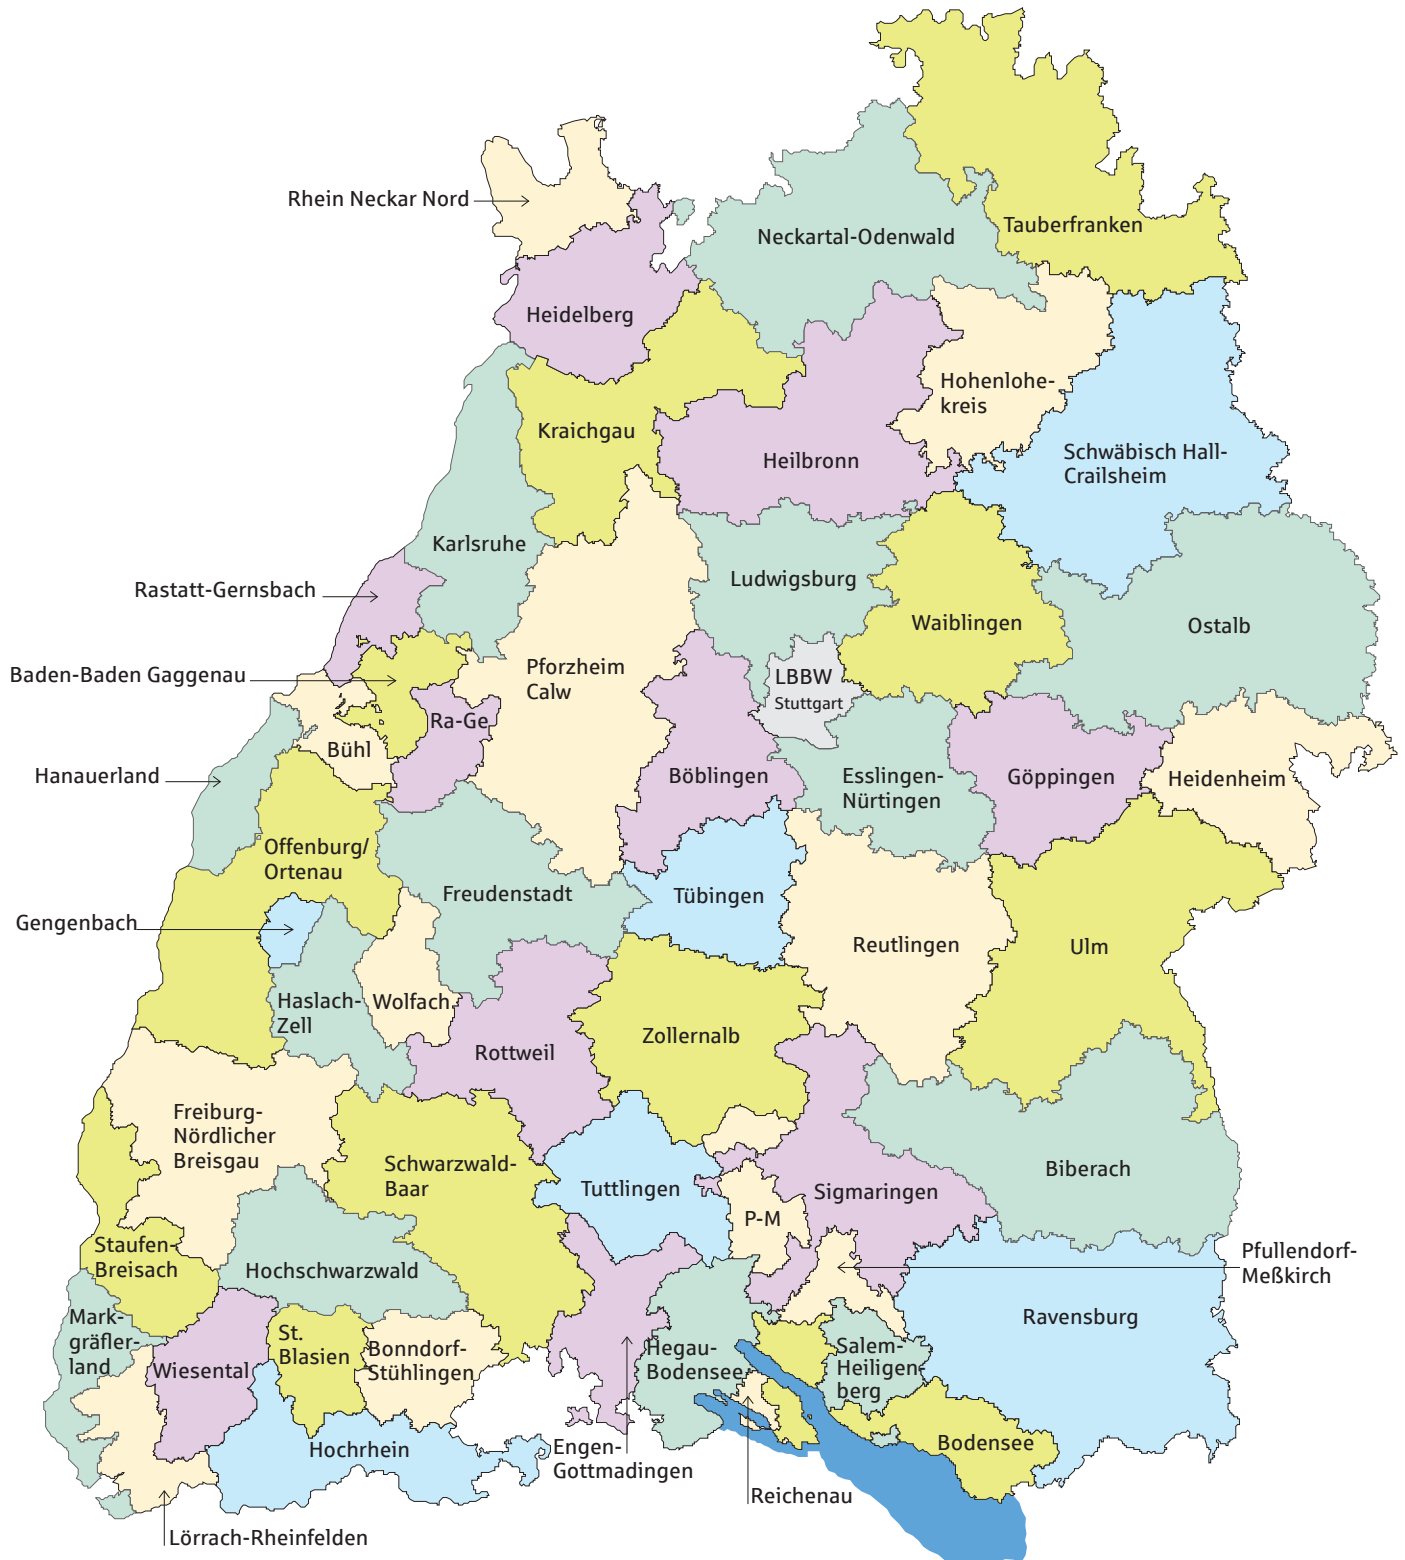 Rhein Neckar Nord
Neckartal-Odenwald
Tauberfranken
Heidelberg
Hohenlohe-
kreis
Kraichgau
Heilbronn
Schwäbisch Hall-
Crailsheim
Karlsruhe
Ludwigsburg
Rastatt-Gernsbach
Waiblingen
Ostalb
Baden-Baden Gaggenau
Pforzheim
Calw
LBBW
Stuttgart
Ra-Ge
Bühl
Hanauerland
Böblingen
Esslingen-
Nürtingen
Göppingen
Heidenheim
Offenburg/
Ortenau
Freudenstadt
Tübingen
Gengenbach
Reutlingen
Ulm
Haslach-
Zell
Wolfach
Rottweil
Zollernalb
Freiburg-
Nördlicher
Breisgau
Schwarzwald-
Baar
Tuttlingen
Sigmaringen
Biberach
P-M
Staufen-
Breisach
Hochschwarzwald
Pfullendorf-
Meßkirch
Mark-
gräfler-
land
Wiesental
St.
Blasien
Bonndorf-
Stühlingen
Hegau-
Bodensee
Salem-
Heiligen
berg
Ravensburg
Hochrhein
Engen-
Gottmadingen
Bodensee
Reichenau
Lörrach-Rheinfelden